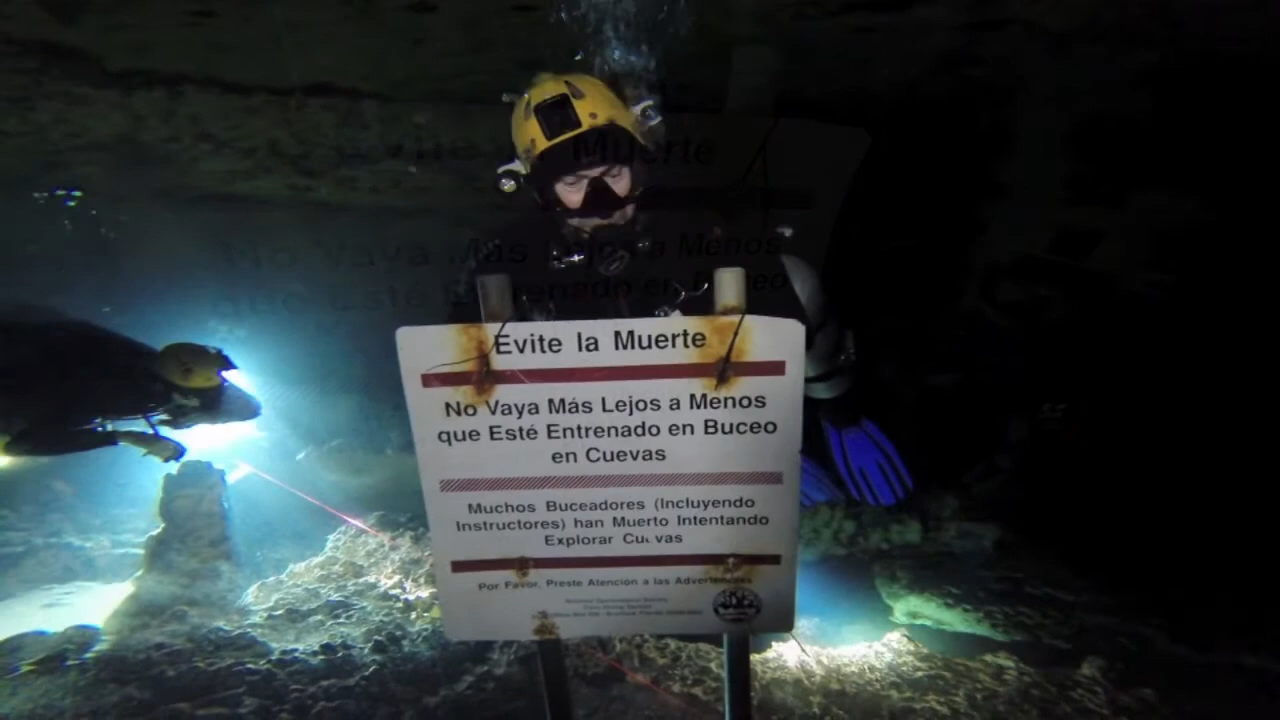 Evite la Muerte
No Vaya Más Lejos a Menos
que Esté Entrenado en Buceo
en Cuevas
Muchos Buceadores (Incluyendo
Instructores) han Muerto Intentando
Explorar Cuevas
Por Favor, Preste Atención a las Advertencias